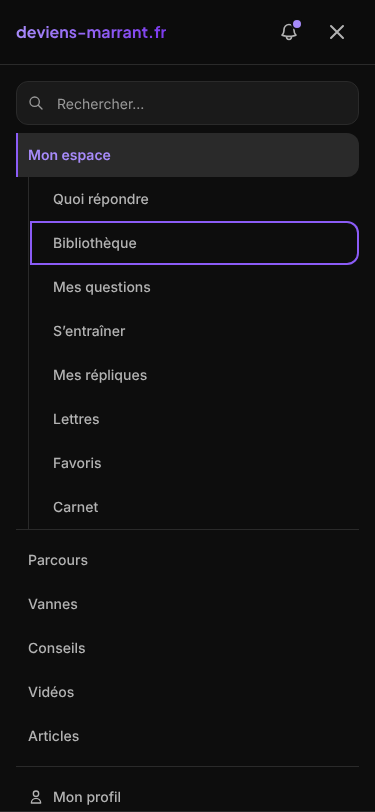 deviens-marrant.fr
Rechercher...
Mon espace
Quoi répondre
Bibliothèque
Mes questions
S’entraîner
Mes répliques
Lettres
Favoris
Carnet
Parcours
Vannes
Conseils
Vidéos
Articles
Mon profil